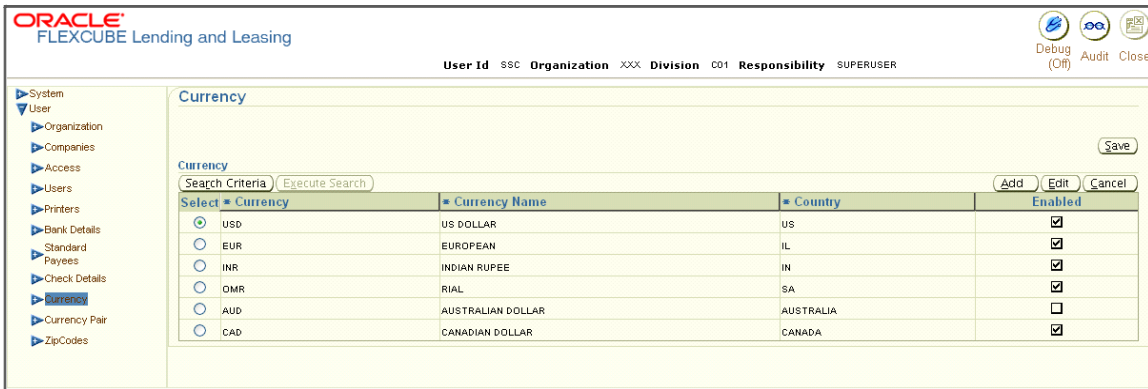 ORACLE®
FLEXCUBE Lending and Leasing
Debug (Off) Audit Close
User Id SSC Organization XXX Division C01 Responsibility SUPERUSER
System
User
Organization
Companies
Access
Users
Printers
Bank Details
Standard
Payees
Check Details
Currency
Currency Pair
ZipCodes
Currency
Save
Currency
Search Criteria Execute Search Add Edit Cancel
Select * Currency * Currency Name * Country Enabled
USD US DOLLAR US
EUR EUROPEAN IL
INR INDIAN RUPEE IN
OMR RIAL SA
AUD AUSTRALIAN DOLLAR AUSTRALIA
CAD CANADIAN DOLLAR CANADA